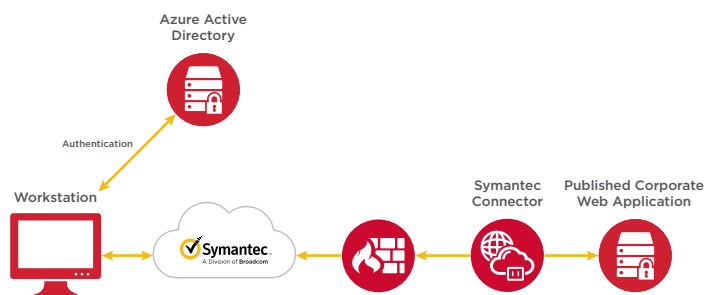 Azure Active
Directory
Authentication
Workstation
Symantec
Connector
Published Corporate
Web Application
Symantec.
A Division of Broadcom